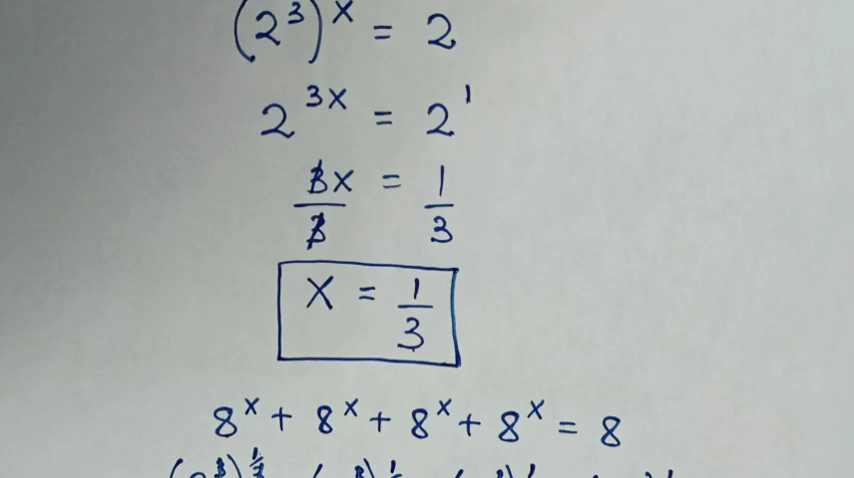 (2³)ˣ = 2
2³ˣ = 2¹
3x/3 = 1/3
x = 1/3
8ˣ + 8ˣ + 8ˣ + 8ˣ = 8